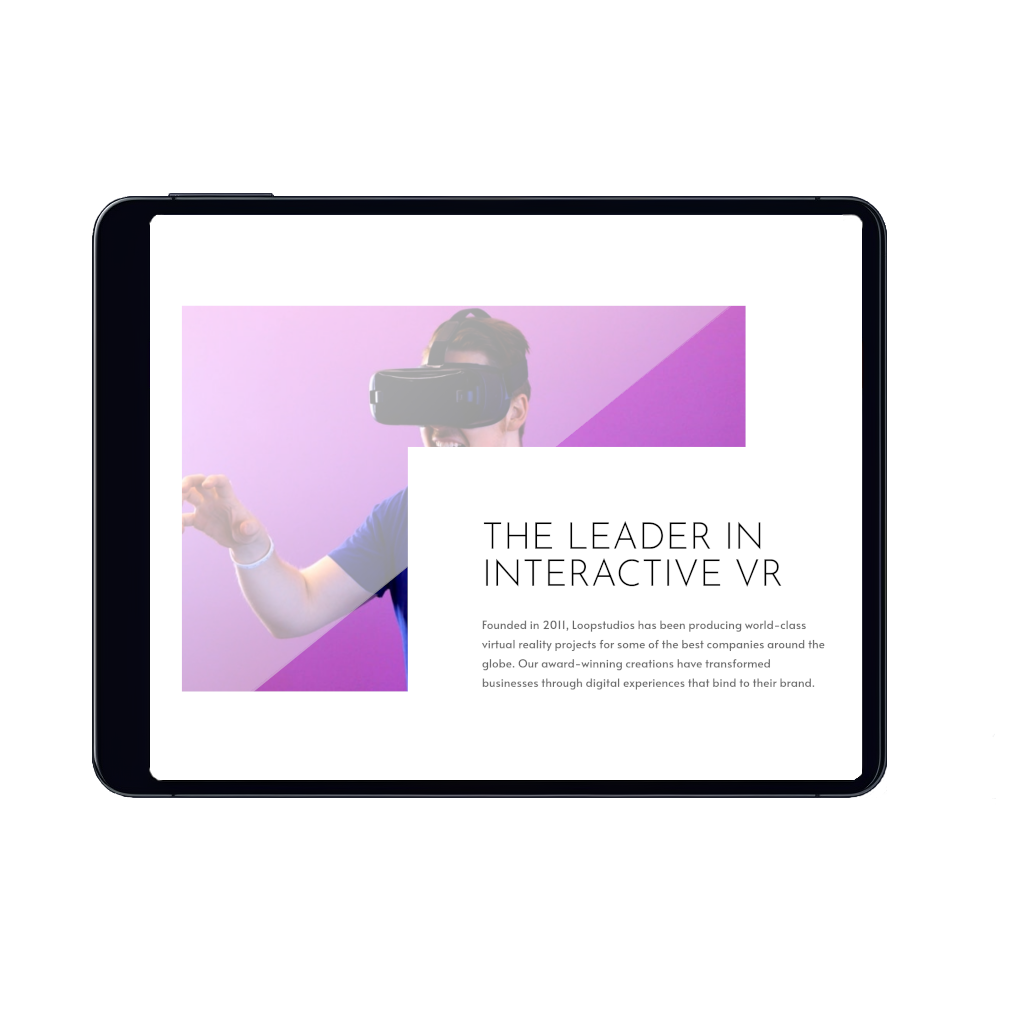 THE LEADER IN
INTERACTIVE VR
Founded in 2011, Loopstudios has been producing world-class
virtual reality projects for some of the best companies around the
globe. Our award-winning creations have transformed
businesses through digital experiences that bind to their brand.